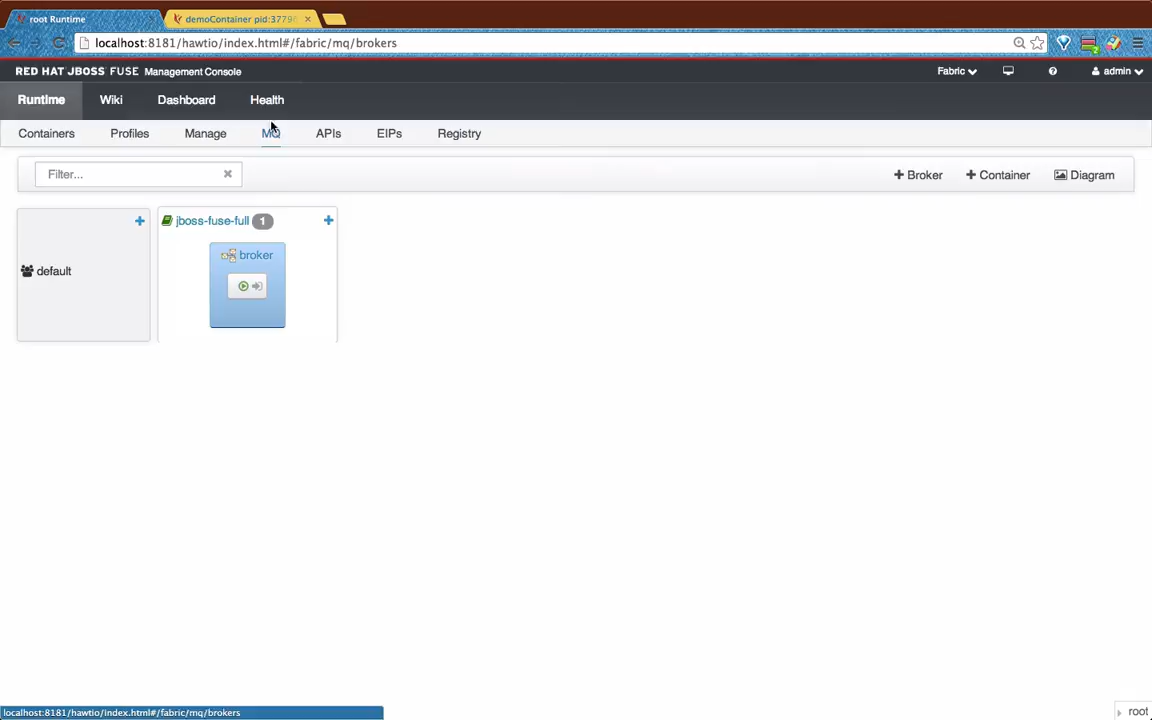 root Runtime
demoContainer pid:3779
localhost:8181/hawtio/index.html#/fabric/mq/brokers
RED HAT JBOSS FUSE Management Console
Fabric
admin
Runtime
Wiki
Dashboard
Health
Containers
Profiles
Manage
MQ
APIs
EIPs
Registry
Filter...
Broker
Container
Diagram
default
jboss-fuse-full 1
broker
localhost:8181/hawtio/index.html#/fabric/mq/brokers
root